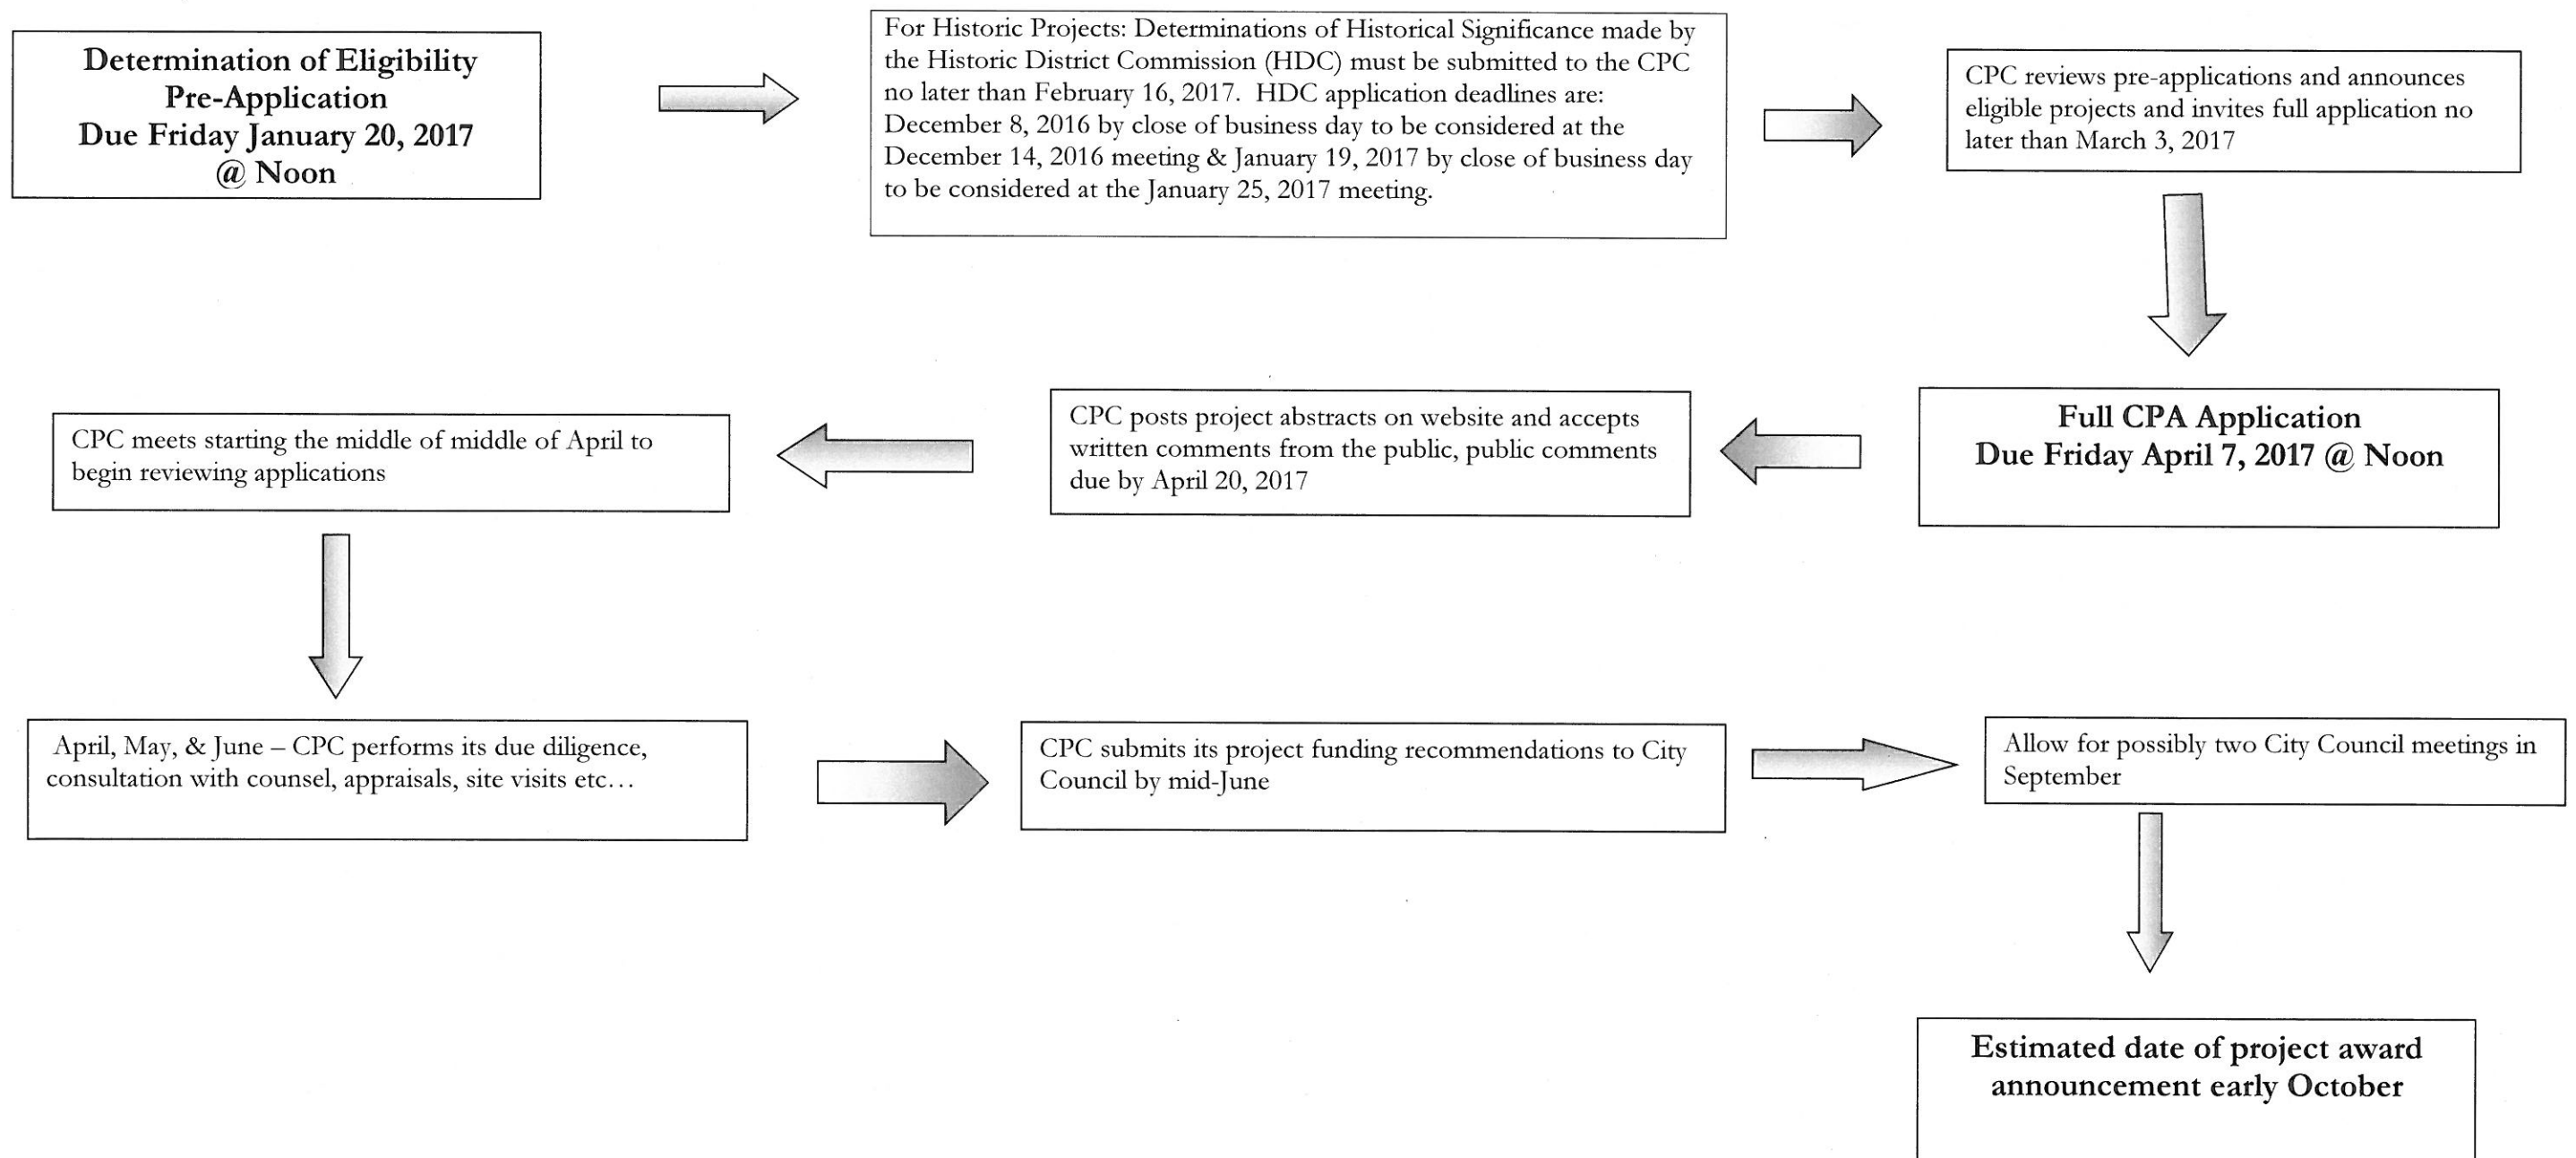 Determination of Eligibility
Pre-Application
Due Friday January 20, 2017
@ Noon
For Historic Projects: Determinations of Historical Significance made by
the Historic District Commission (HDC) must be submitted to the CPC
no later than February 16, 2017.  HDC application deadlines are:
December 8, 2016 by close of business day to be considered at the
December 14, 2016 meeting & January 19, 2017 by close of business day
to be considered at the January 25, 2017 meeting.
CPC reviews pre-applications and announces
eligible projects and invites full application no
later than March 3, 2017
Full CPA Application
Due Friday April 7, 2017 @ Noon
CPC posts project abstracts on website and accepts
written comments from the public, public comments
due by April 20, 2017
CPC meets starting the middle of middle of April to
begin reviewing applications
April, May, & June – CPC performs its due diligence,
consultation with counsel, appraisals, site visits etc…
CPC submits its project funding recommendations to City
Council by mid-June
Allow for possibly two City Council meetings in
September
Estimated date of project award
announcement early October